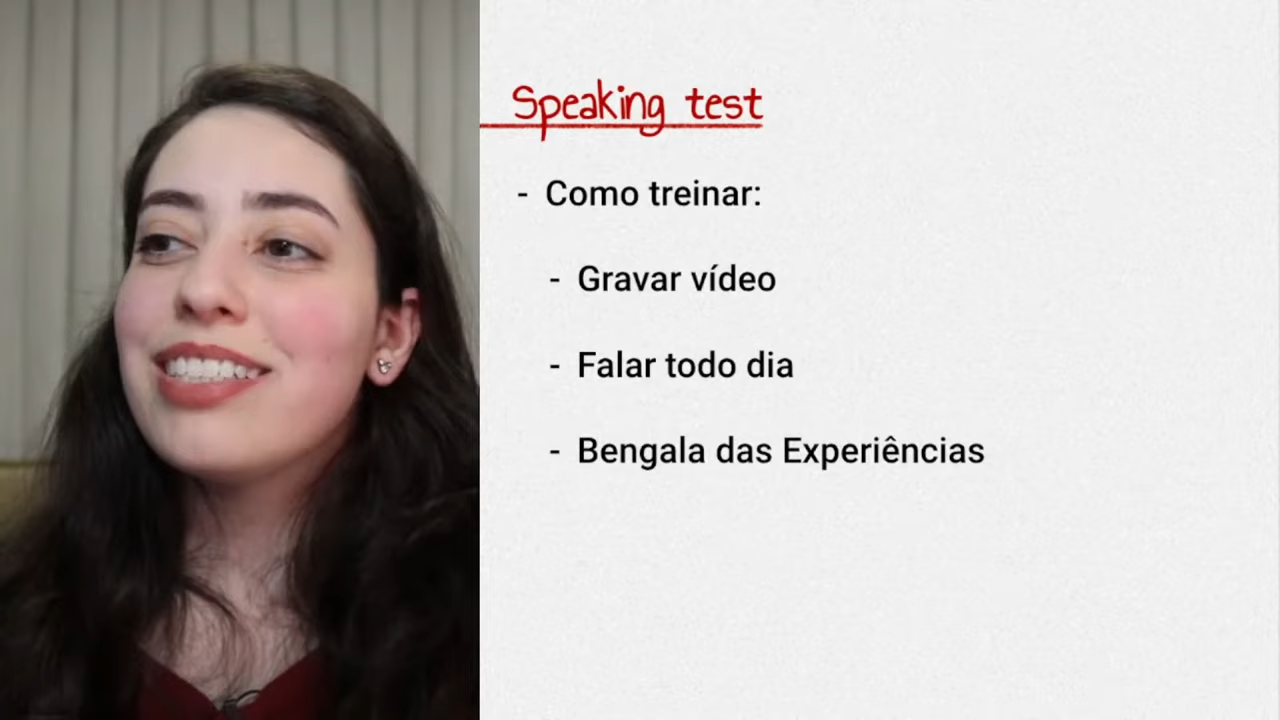 Speaking test
- Como treinar:
- Gravar vídeo
- Falar todo dia
- Bengala das Experiências